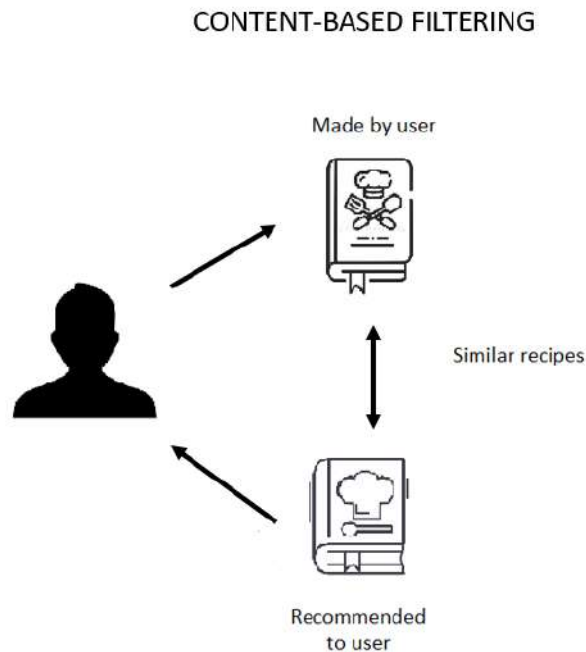 CONTENT-BASED FILTERING
Made by user
Similar recipes
Recommended
to user